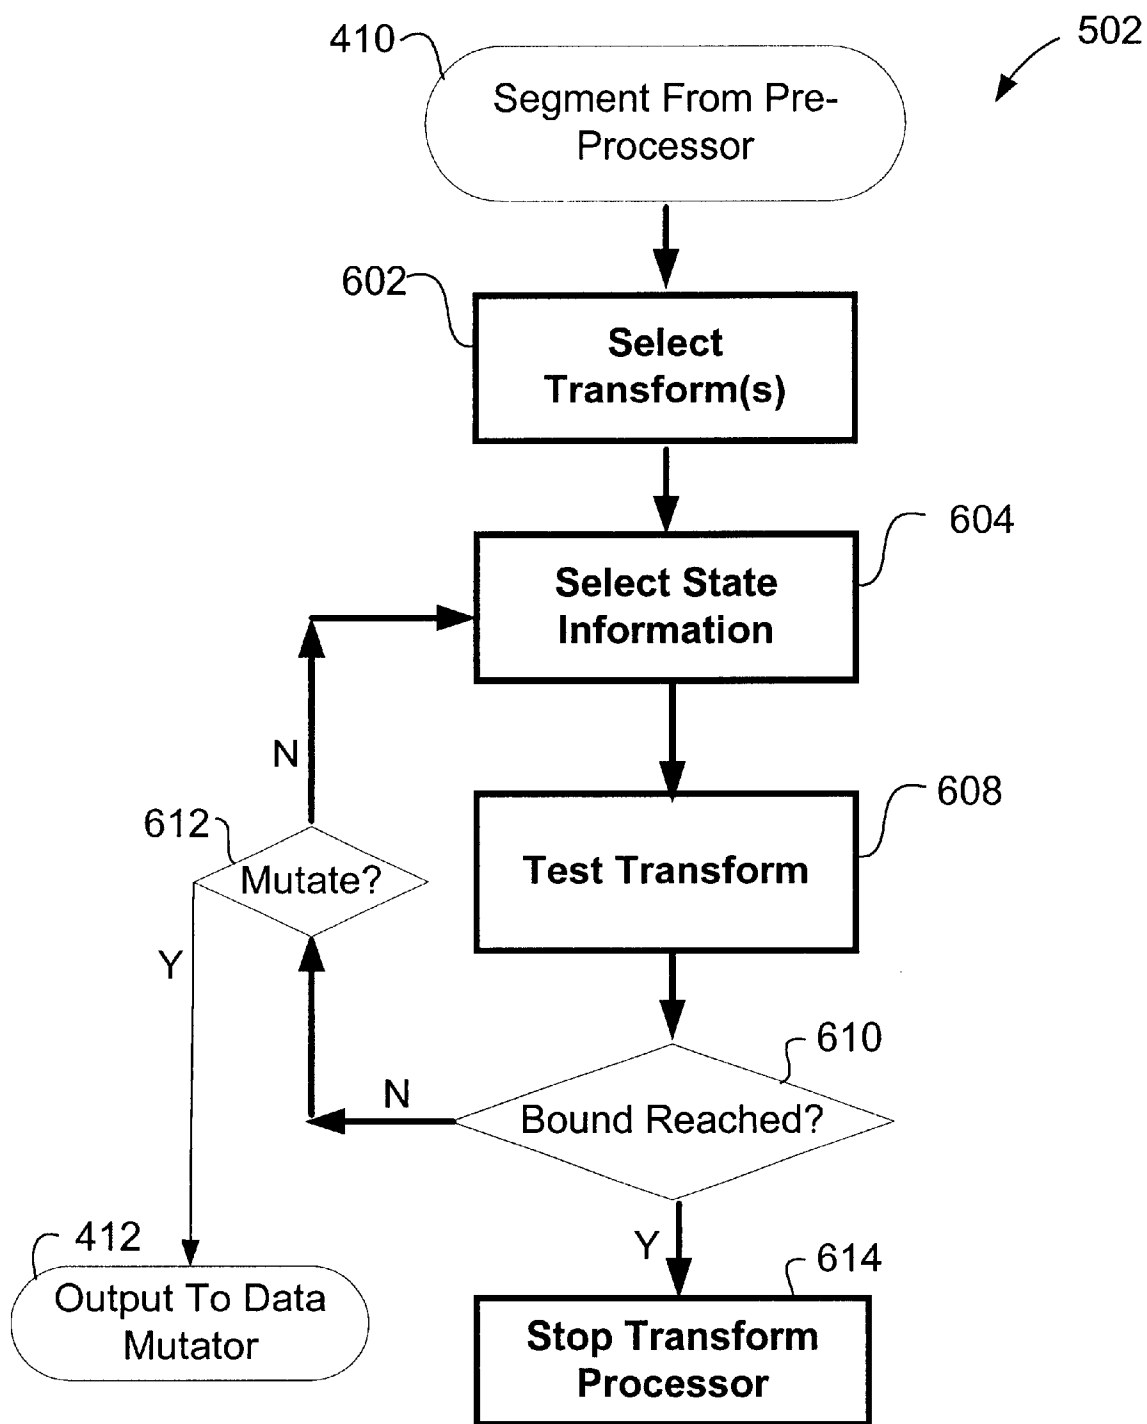 502
410
Segment From Pre-
Processor
602
Select
Transform(s)
604
Select State
Information
N
608
612
Mutate?
Test Transform
Y
610
N
Bound Reached?
Y
412
Output To Data
Mutator
614
Stop Transform
Processor